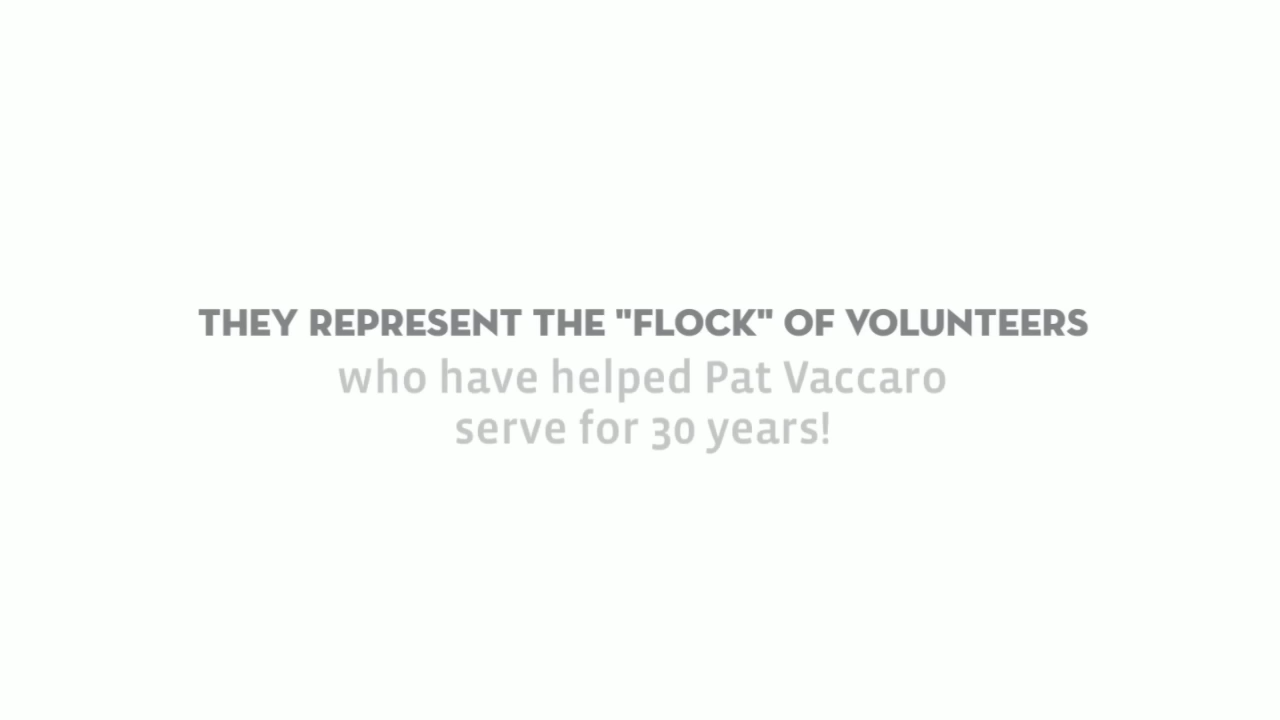 THEY REPRESENT THE "FLOCK" OF VOLUNTEERS
who have helped Pat Vaccaro
serve for 30 years!